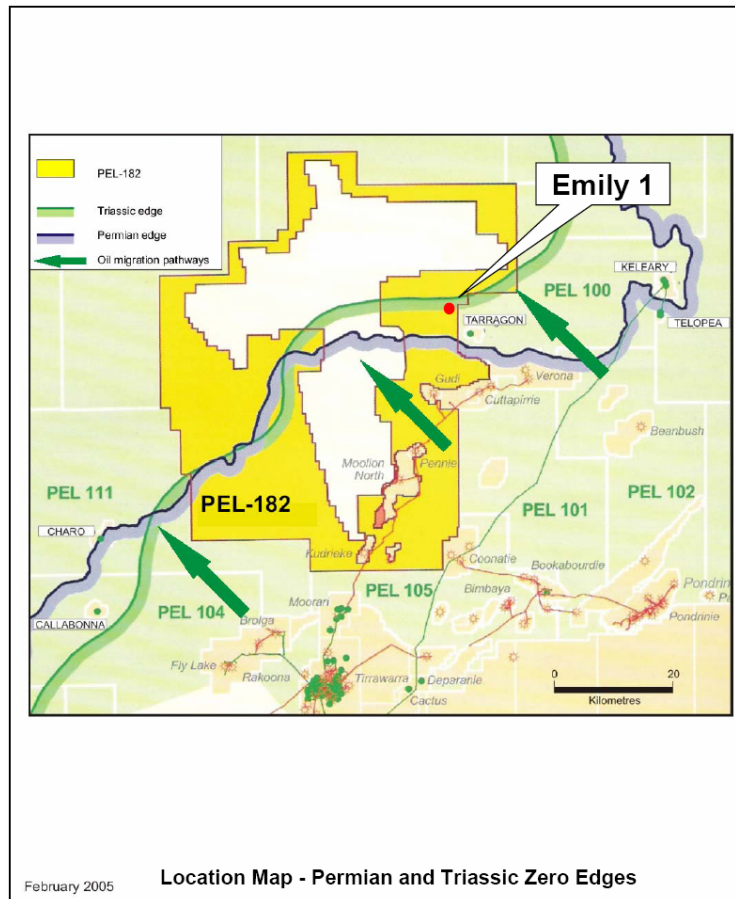 PEL-182
Triassic edge
Permian edge
Oil migration pathways
Emily 1
KELEARY
PEL 100
TELOPEA
TARRAGON
Verona
Gudi
Cuttapirrie
Beanbush
Moolion
North
Pennie
PEL 111
PEL-182
PEL 101
PEL 102
CHARO
Kudrieke
Coonatie
Bookabourdie
PEL 105
Bimbaya
Pondrin
PEL 104
Moorari
Pondrinie
CALLABONNA
Brolga
Fly Lake
Rakoona
Tirrawarra
Deparanie
Cactus
0
20
Kilometres
February 2005
Location Map - Permian and Triassic Zero Edges